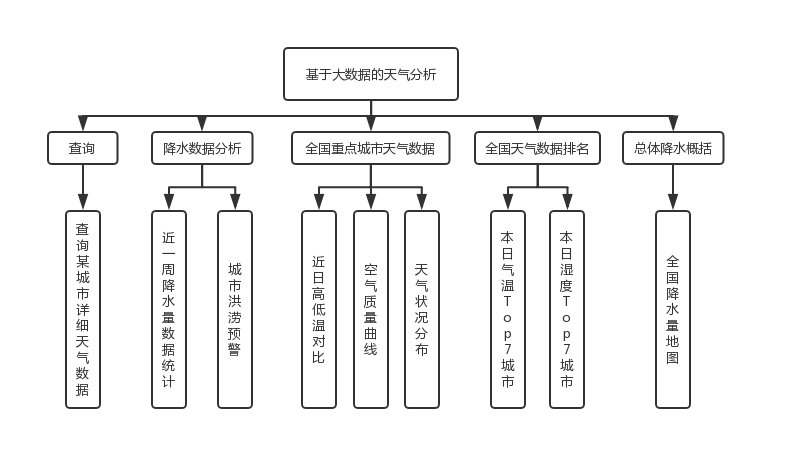 基于大数据的天气分析
查询
降水数据分析
全国重点城市天气数据
全国天气数据排名
总体降水概括
查询某城市详细天气数据
近一周降水量数据统计
城市洪涝预警
近日高低温对比
空气质量曲线
天气状况分布
本日气温Top7城市
本日湿度Top7城市
全国降水量地图